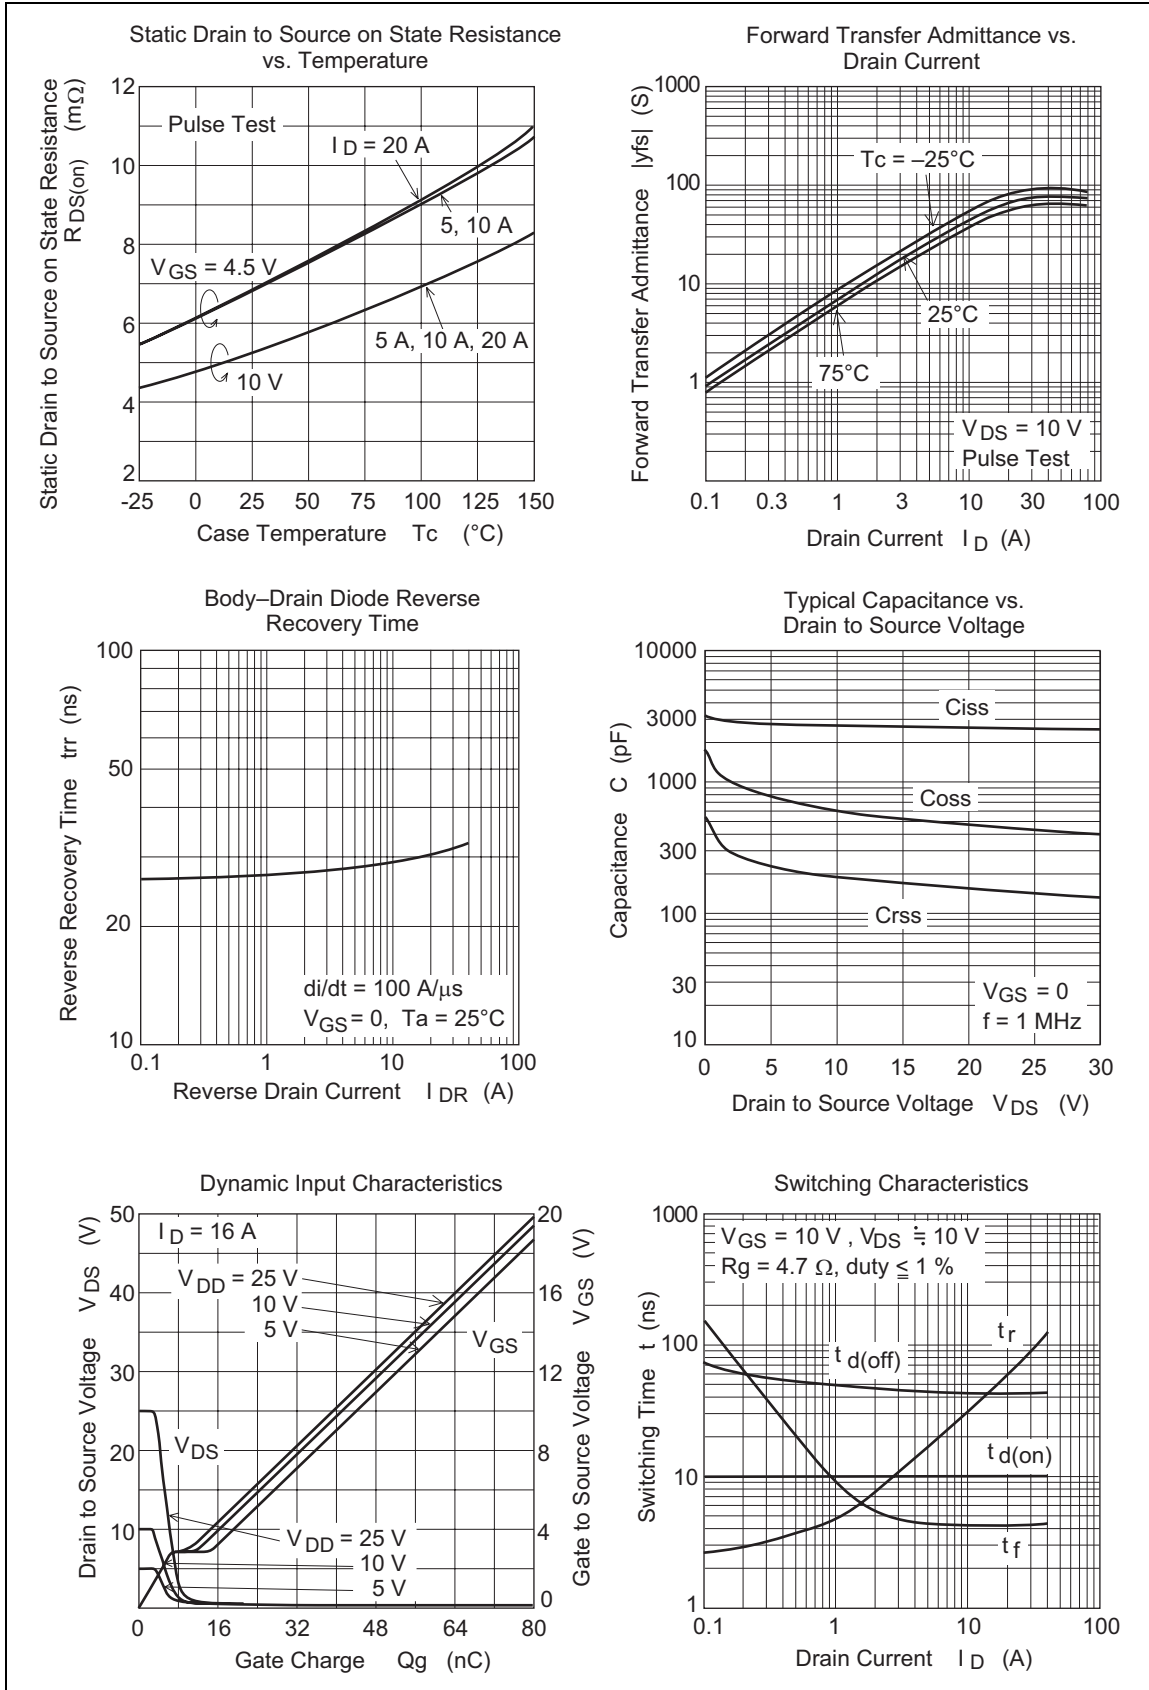 Static Drain to Source on State Resistance
vs. Temperature
Static Drain to Source on State Resistance
R DS(on) (mΩ)
12
10
8
6
4
2
Pulse Test
I D = 20 A
5, 10 A
V GS = 4.5 V
5 A, 10 A, 20 A
10 V
-25 0 25 50 75 100 125 150
Case Temperature Tc (°C)
Forward Transfer Admittance vs.
Drain Current
Forward Transfer Admittance |yfs| (S)
1000
100
10
1
Tc = –25°C
25°C
75°C
V DS = 10 V
Pulse Test
0.1 0.3 1 3 10 30 100
Drain Current I D (A)
Body–Drain Diode Reverse
Recovery Time
Reverse Recovery Time trr (ns)
100
50
20
10
di/dt = 100 A/μs
V GS = 0, Ta = 25°C
0.1 1 10 100
Reverse Drain Current I DR (A)
Typical Capacitance vs.
Drain to Source Voltage
Capacitance C (pF)
10000
3000
1000
300
100
30
10
Ciss
Coss
Crss
V GS = 0
f = 1 MHz
0 5 10 15 20 25 30
Drain to Source Voltage V DS (V)
Dynamic Input Characteristics
Drain to Source Voltage V DS (V)
50
40
30
20
10
I D = 16 A
V DD = 25 V
10 V
5 V
V GS
V DS
V DD = 25 V
10 V
5 V
20
16
12
8
4
0
Gate to Source Voltage V GS (V)
0 16 32 48 64 80
Gate Charge Qg (nC)
Switching Characteristics
Switching Time t (ns)
1000
100
10
1
V GS = 10 V , V DS ≒ 10 V
Rg = 4.7 Ω, duty ≦ 1 %
t r
t d(off)
t d(on)
t f
0.1 1 10 100
Drain Current I D (A)